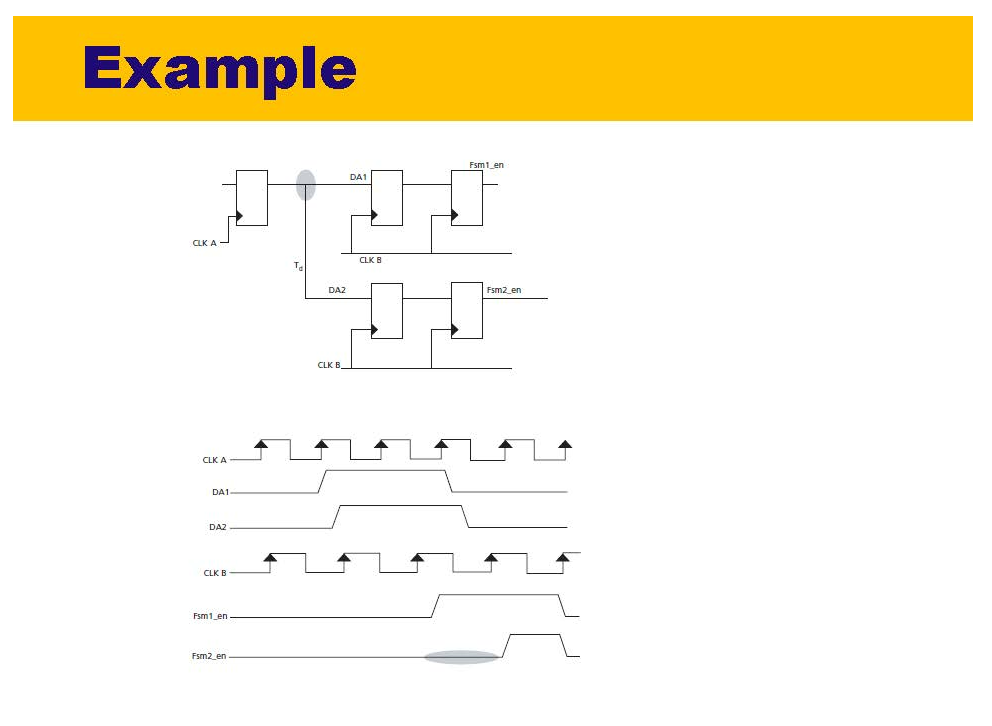 Example
Fsm1_en
DA1
CLK A
CLK B
Td
DA2
Fsm2_en
CLK B
CLK A
DA1
DA2
CLK B
Fsm1_en
Fsm2_en